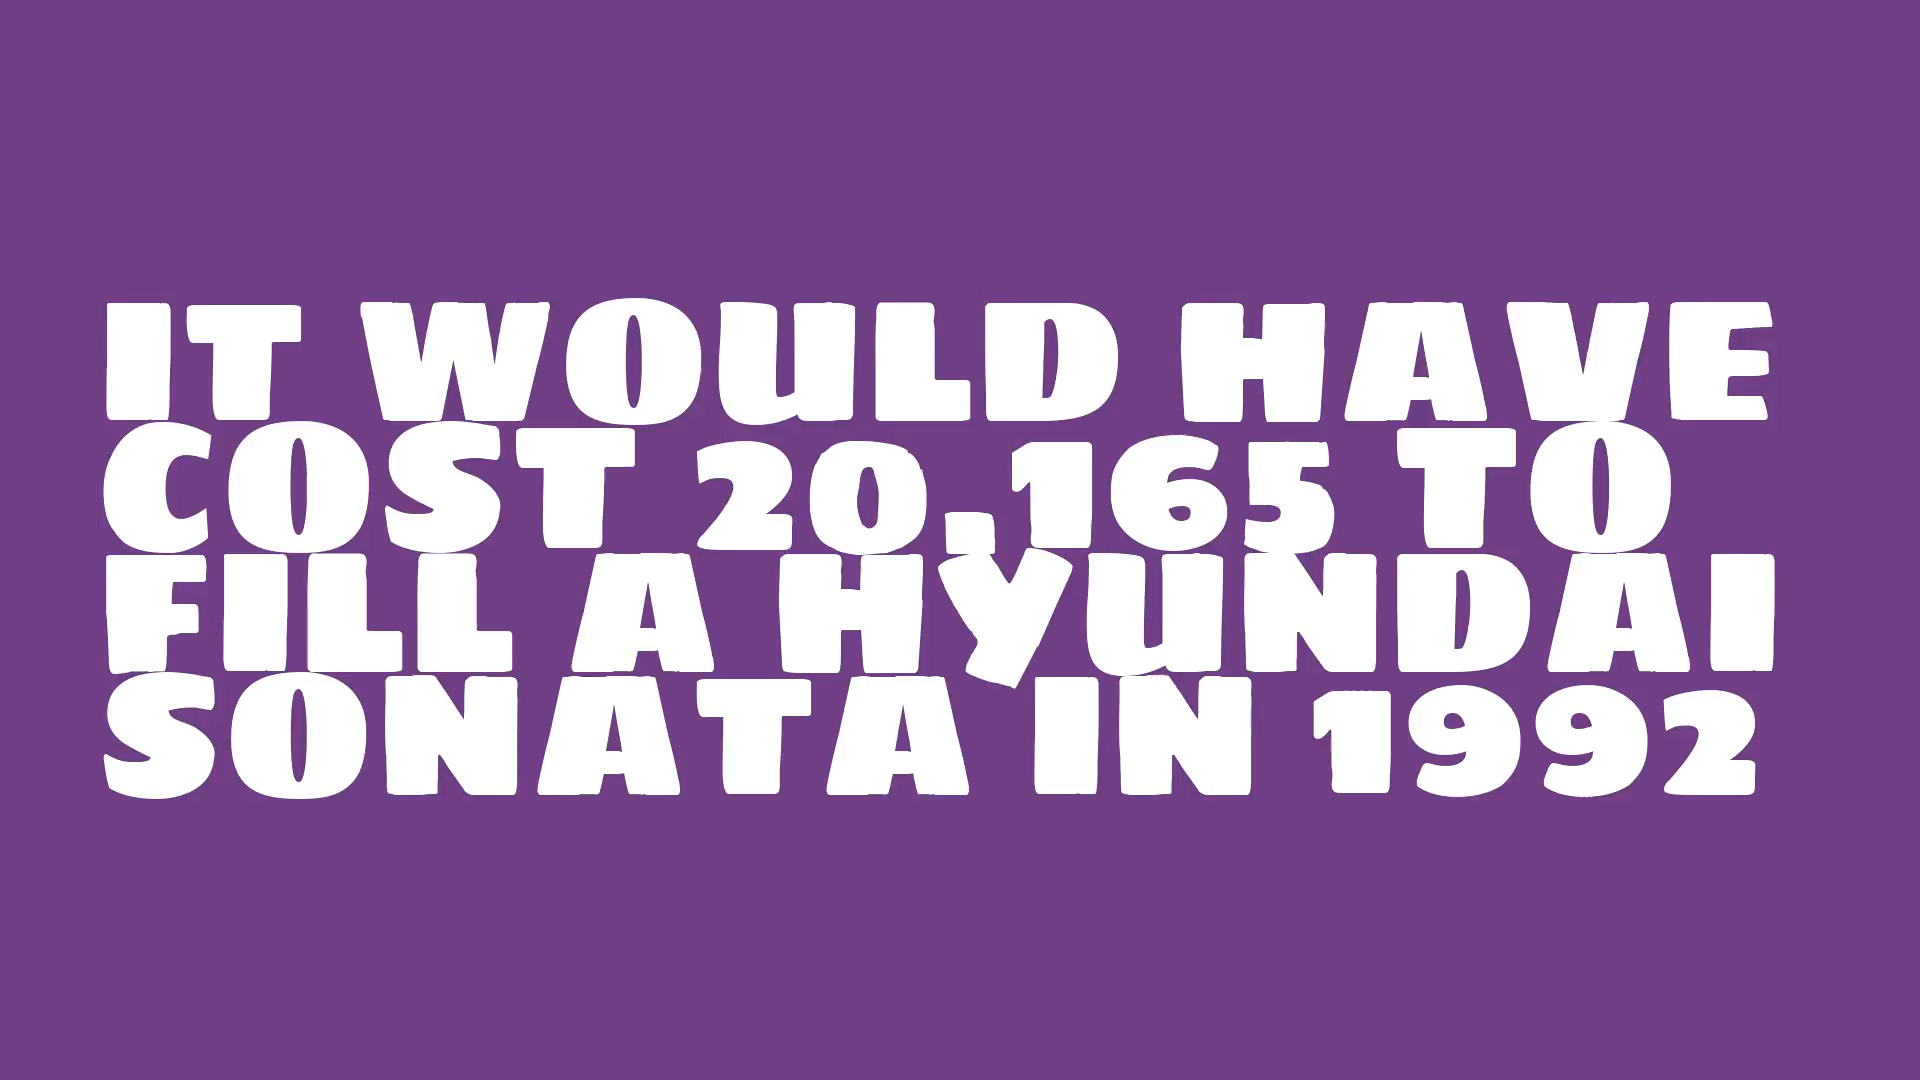 IT WOULD HAVE
COST 20,165 TO
FILL A HYUNDAI
SONATA IN 1992